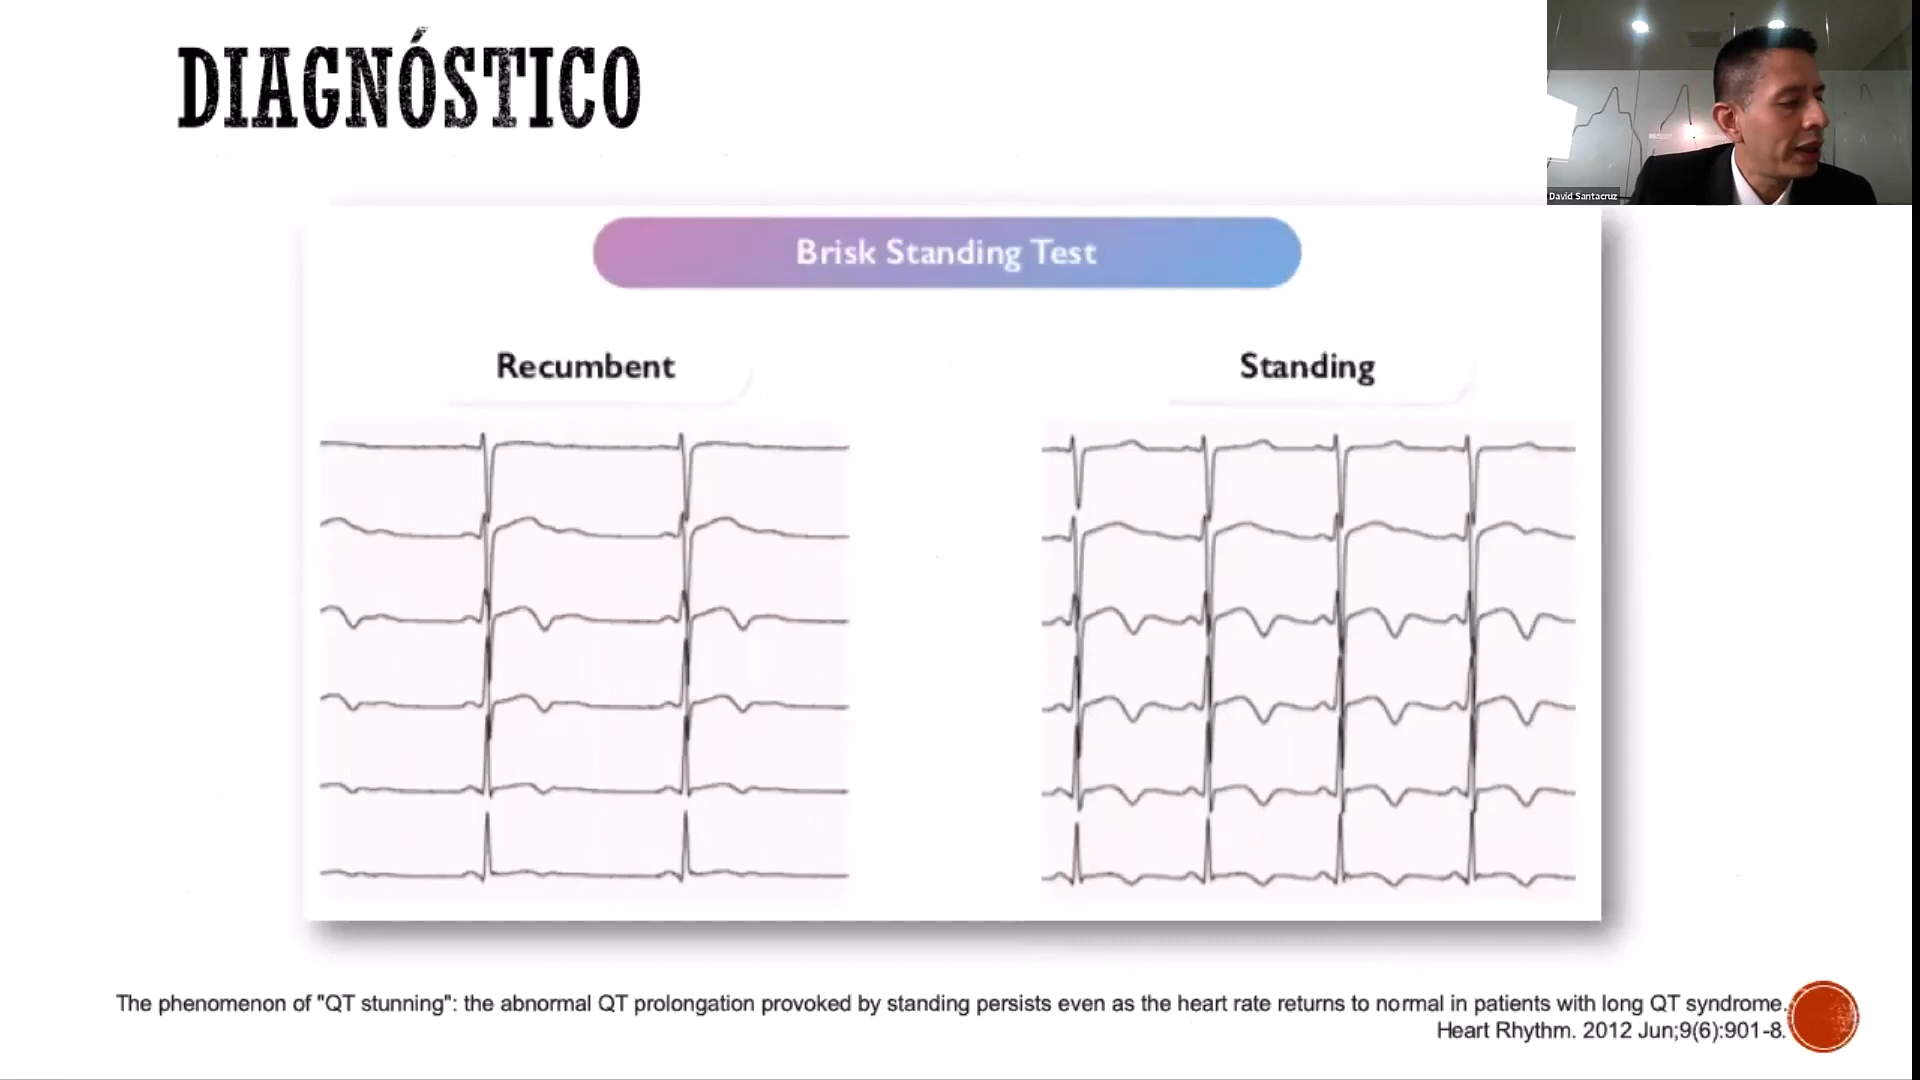 DIAGNÓSTICO
David Santacruz
Brisk Standing Test
Recumbent
Standing
The phenomenon of "QT stunning": the abnormal QT prolongation provoked by standing persists even as the heart rate returns to normal in patients with long QT syndrome.
Heart Rhythm. 2012 Jun;9(6):901-8.